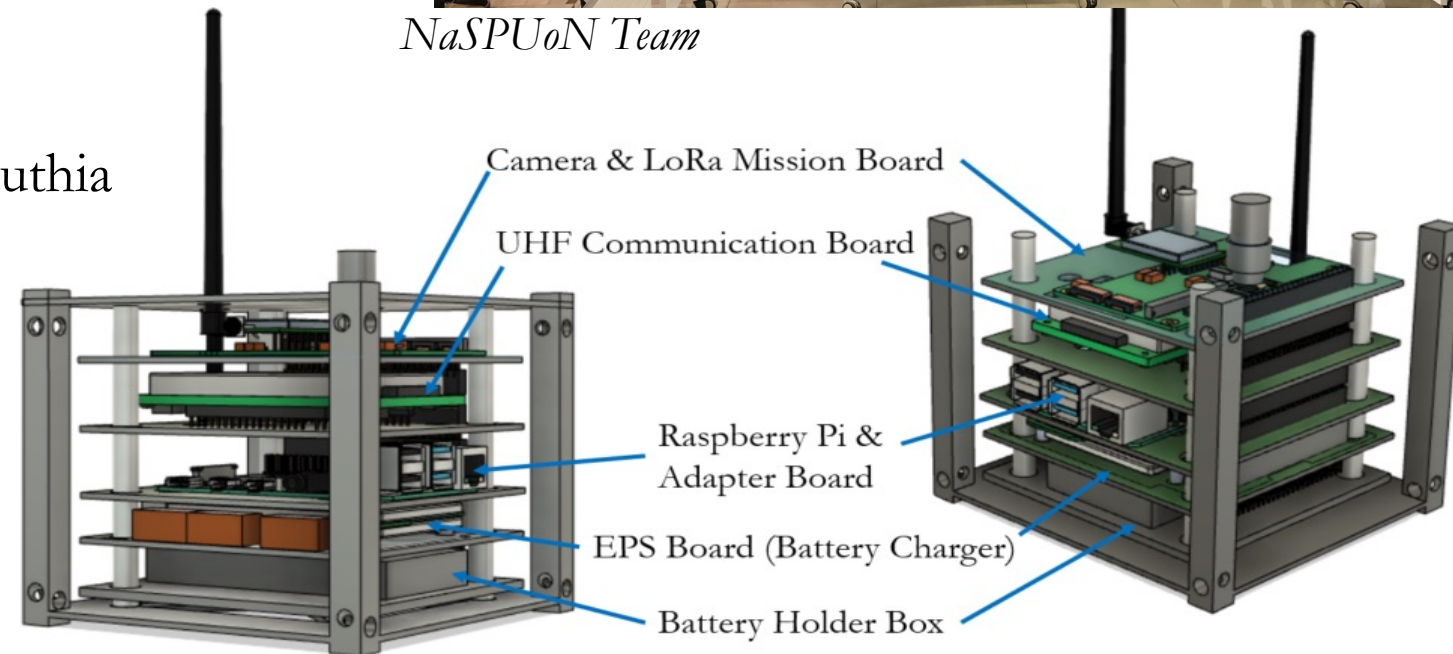 NaSPUoN Team
uthia
Camera & LoRa Mission Board
UHF Communication Board
Raspberry Pi &
Adapter Board
EPS Board (Battery Charger)
Battery Holder Box